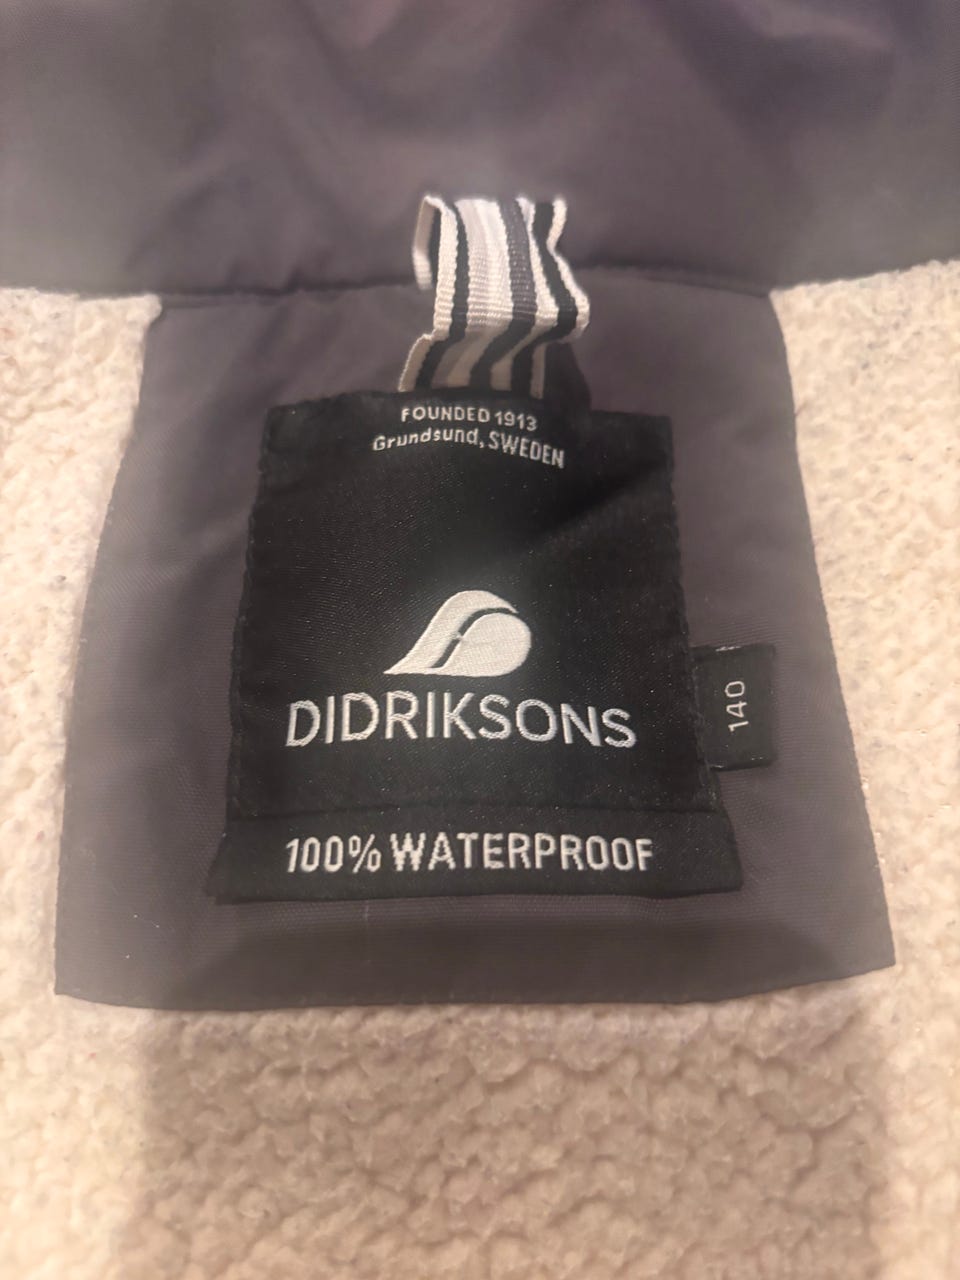 FOUNDED 1913
Grundsund, SWEDEN
DIDRIKSONS
140
100% WATERPROOF